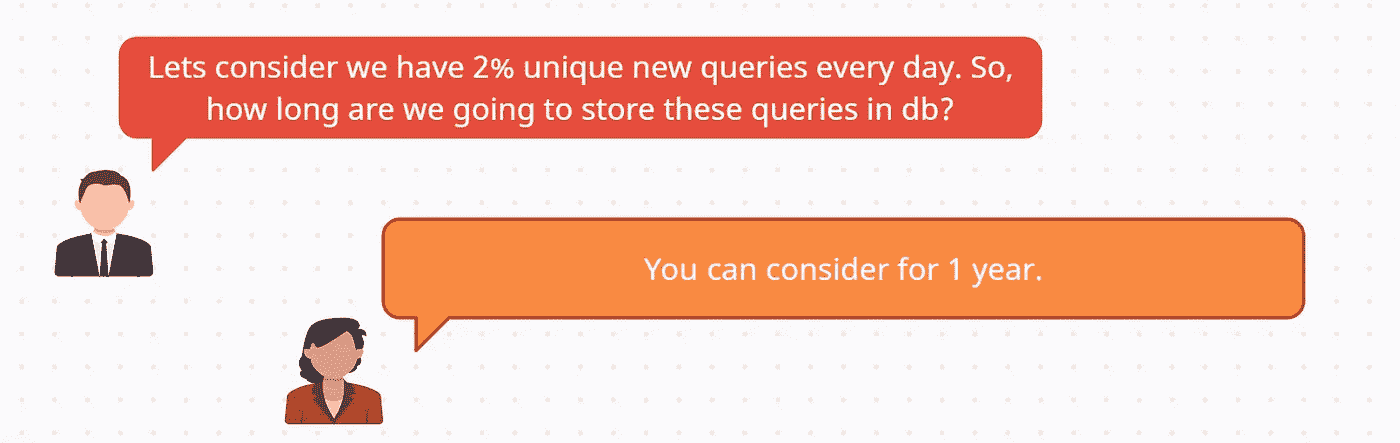 Lets consider we have 2% unique new queries every day. So,
how long are we going to store these queries in db?
You can consider for 1 year.